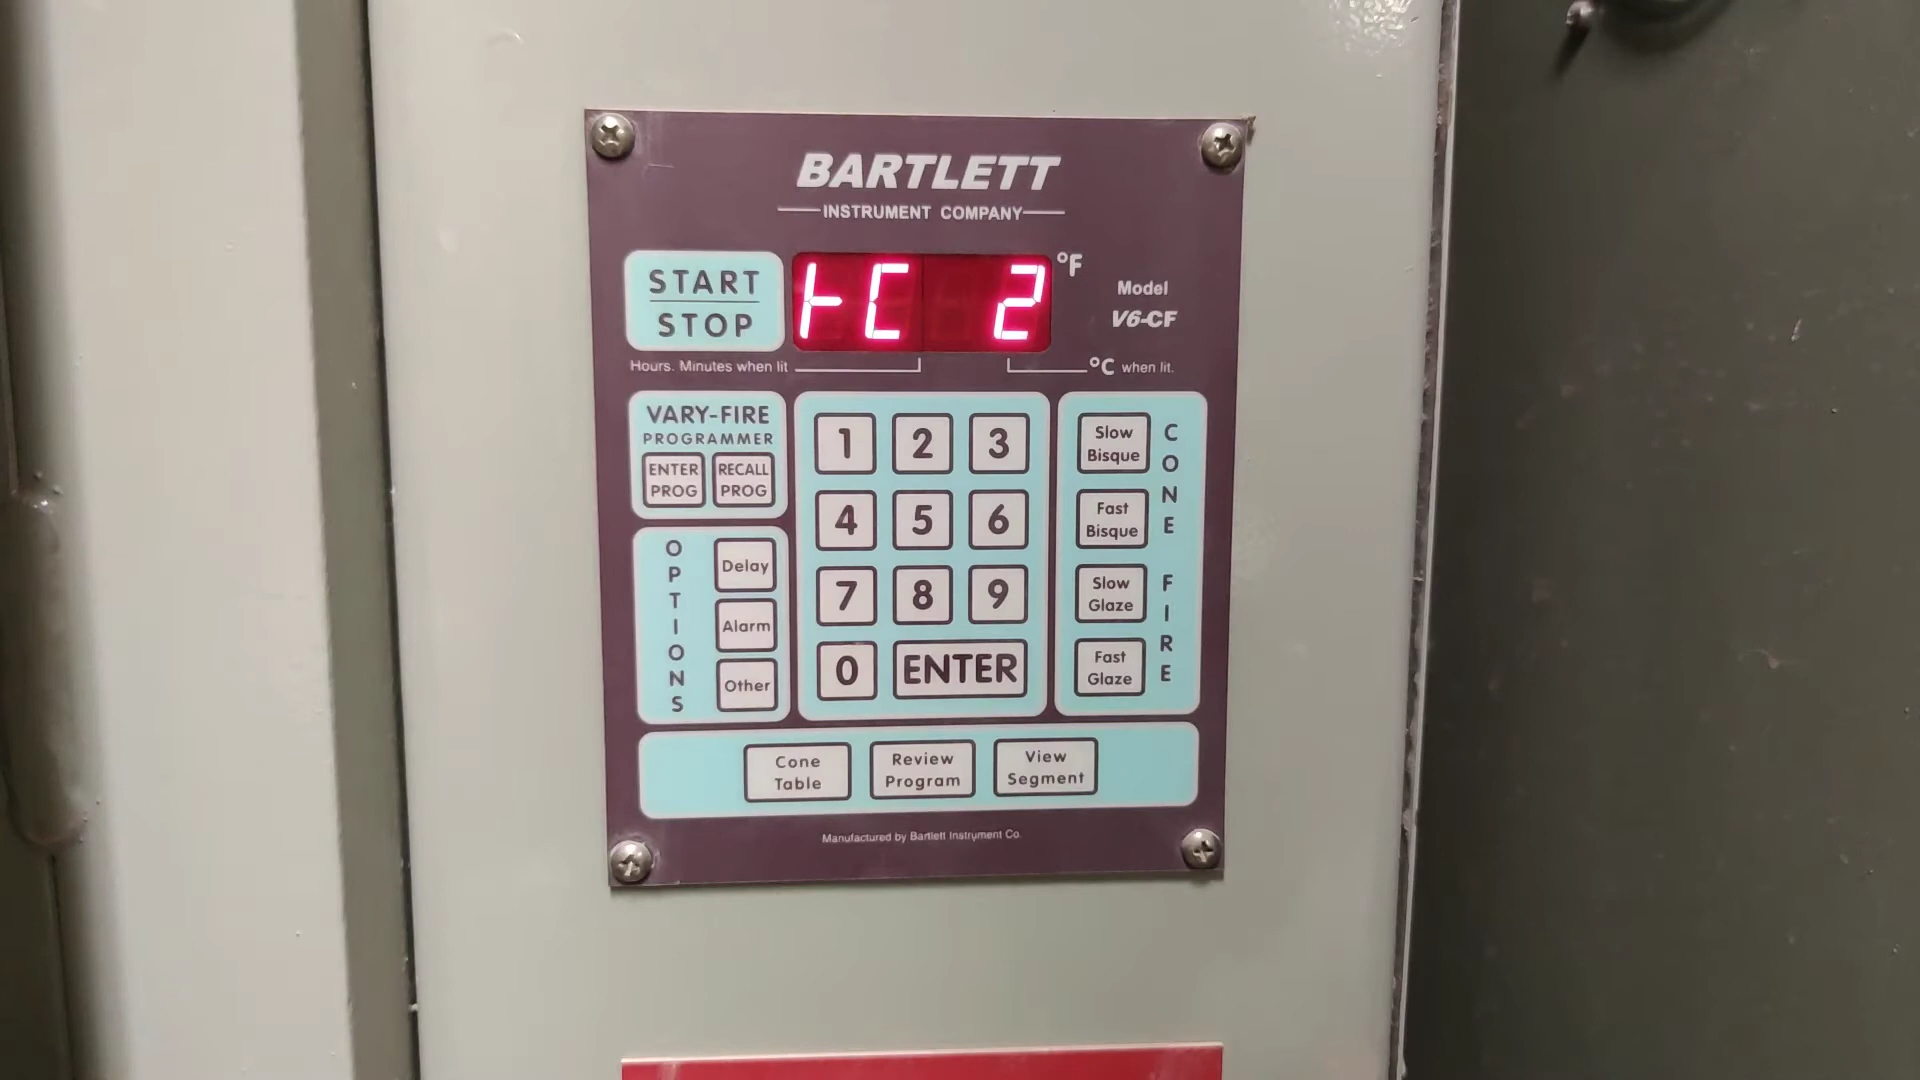 BARTLETT
INSTRUMENT COMPANY
START
STOP
tC 2
°F
Model
V6-CF
Hours. Minutes when lit
°C when lit.
VARY-FIRE
PROGRAMMER
ENTER
PROG
RECALL
PROG
OPTIONS
Delay
Alarm
Other
1 2 3
4 5 6
7 8 9
0 ENTER
Slow
Bisque
Fast
Bisque
Slow
Glaze
Fast
Glaze
CONE FIRE
Cone
Table
Review
Program
View
Segment
Manufactured by Bartlett Instrument Co.